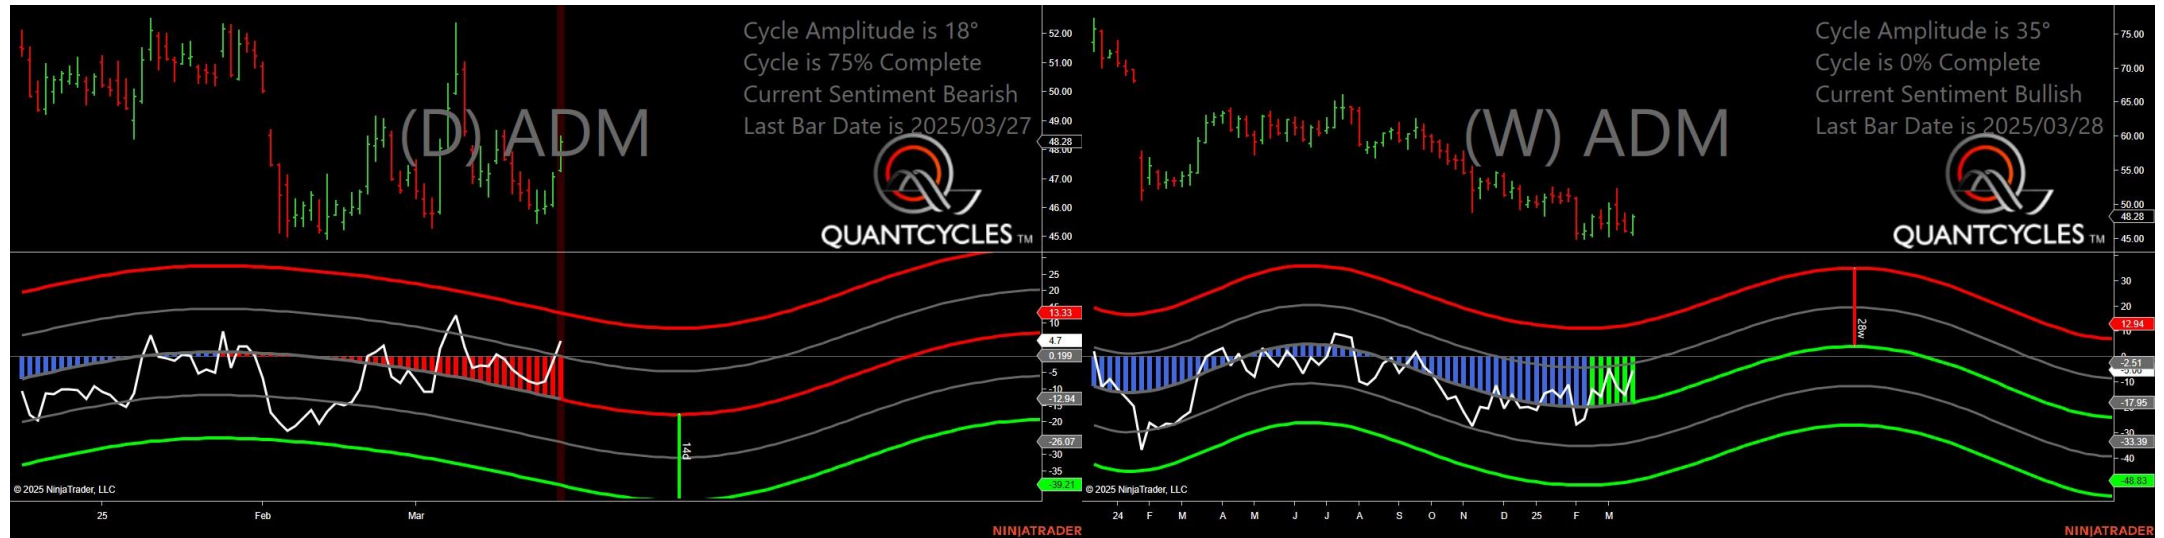 Cycle Amplitude is 18°
Cycle is 75% Complete
Current Sentiment Bearish
Last Bar Date is 2025/03/27
(D) ADM
QUANTCYCLES TM
52.00
51.00
50.00
49.00
48.28
48.00
47.00
46.00
45.00
25
20
15
13.33
10
4.7
0.199
-5
-10
-12.94
-15
-20
-26.07
-30
-35
-39.21
14d
© 2025 NinjaTrader, LLC
25 Feb Mar
NINJATRADER
Cycle Amplitude is 35°
Cycle is 0% Complete
Current Sentiment Bullish
Last Bar Date is 2025/03/28
(W) ADM
QUANTCYCLES TM
75.00
70.00
65.00
60.00
55.00
50.00
48.28
45.00
30
20
12.94
10
-2.51
-10
-17.95
-30
-33.39
-40
-48.83
28w
© 2025 NinjaTrader, LLC
24 F M A M J J A S O N D 25 F M
NINJATRADER